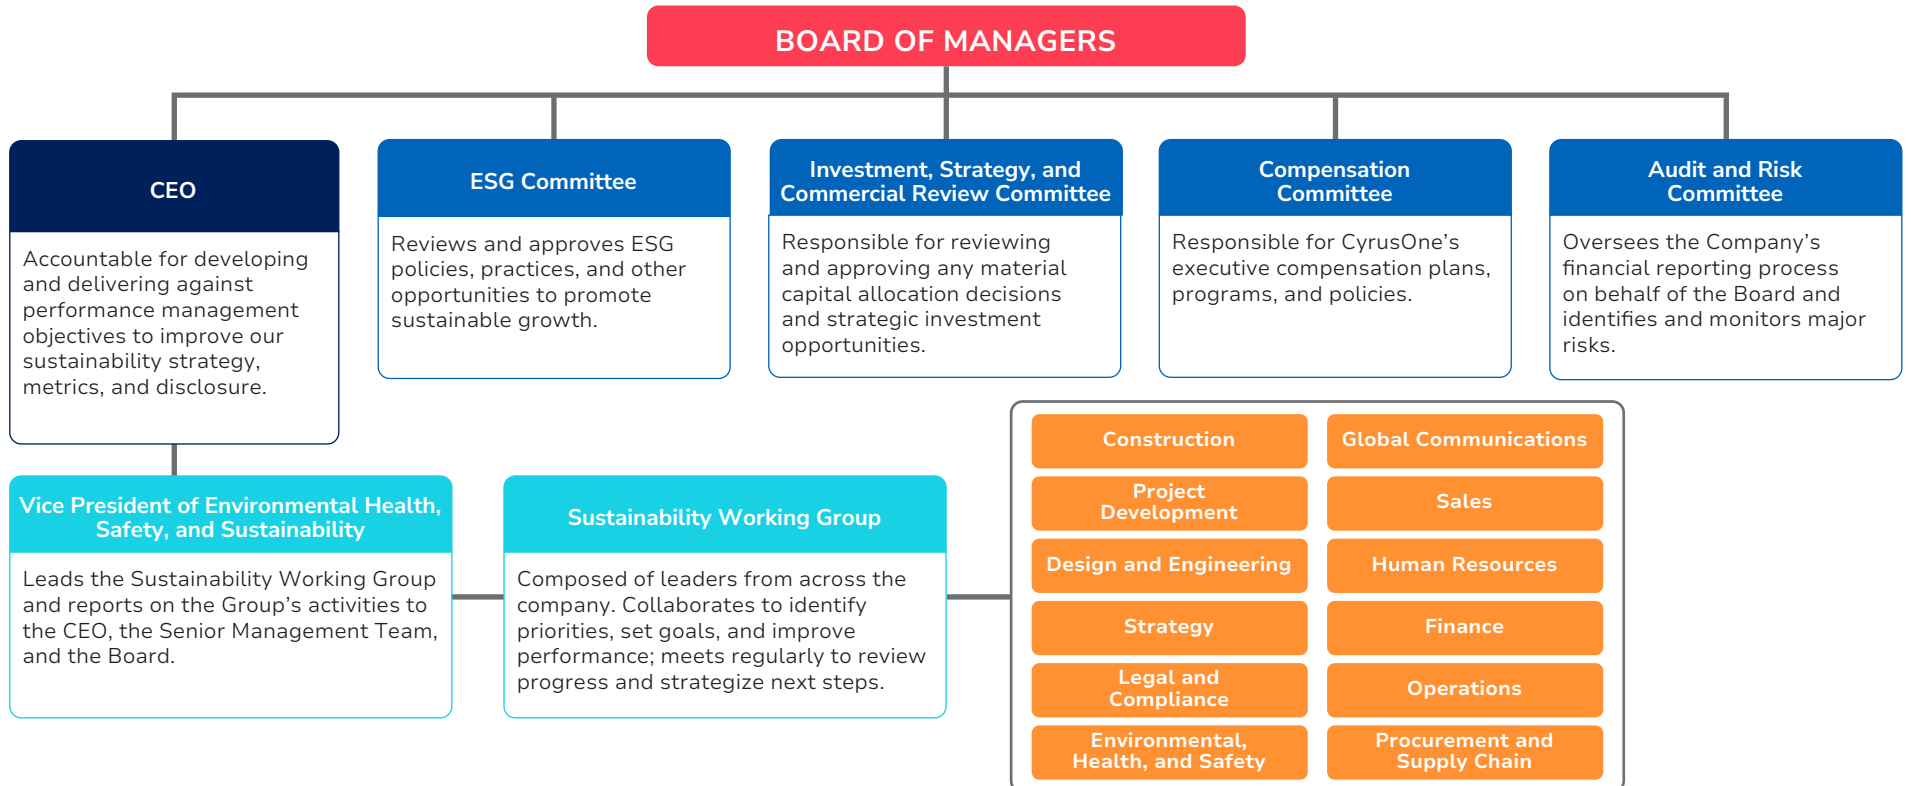 BOARD OF MANAGERS
CEO
Accountable for developing
and delivering against
performance management
objectives to improve our
sustainability strategy,
metrics, and disclosure.
ESG Committee
Reviews and approves ESG
policies, practices, and other
opportunities to promote
sustainable growth.
Investment, Strategy, and
Commercial Review Committee
Responsible for reviewing
and approving any material
capital allocation decisions
and strategic investment
opportunities.
Compensation
Committee
Responsible for CyrusOne’s
executive compensation plans,
programs, and policies.
Audit and Risk
Committee
Oversees the Company’s
financial reporting process
on behalf of the Board and
identifies and monitors major
risks.
Vice President of Environmental Health,
Safety, and Sustainability
Leads the Sustainability Working Group
and reports on the Group’s activities to
the CEO, the Senior Management Team,
and the Board.
Sustainability Working Group
Composed of leaders from across the
company. Collaborates to identify
priorities, set goals, and improve
performance; meets regularly to review
progress and strategize next steps.
Construction
Global Communications
Project
Development
Sales
Design and Engineering
Human Resources
Strategy
Finance
Legal and
Compliance
Operations
Environmental,
Health, and Safety
Procurement and
Supply Chain